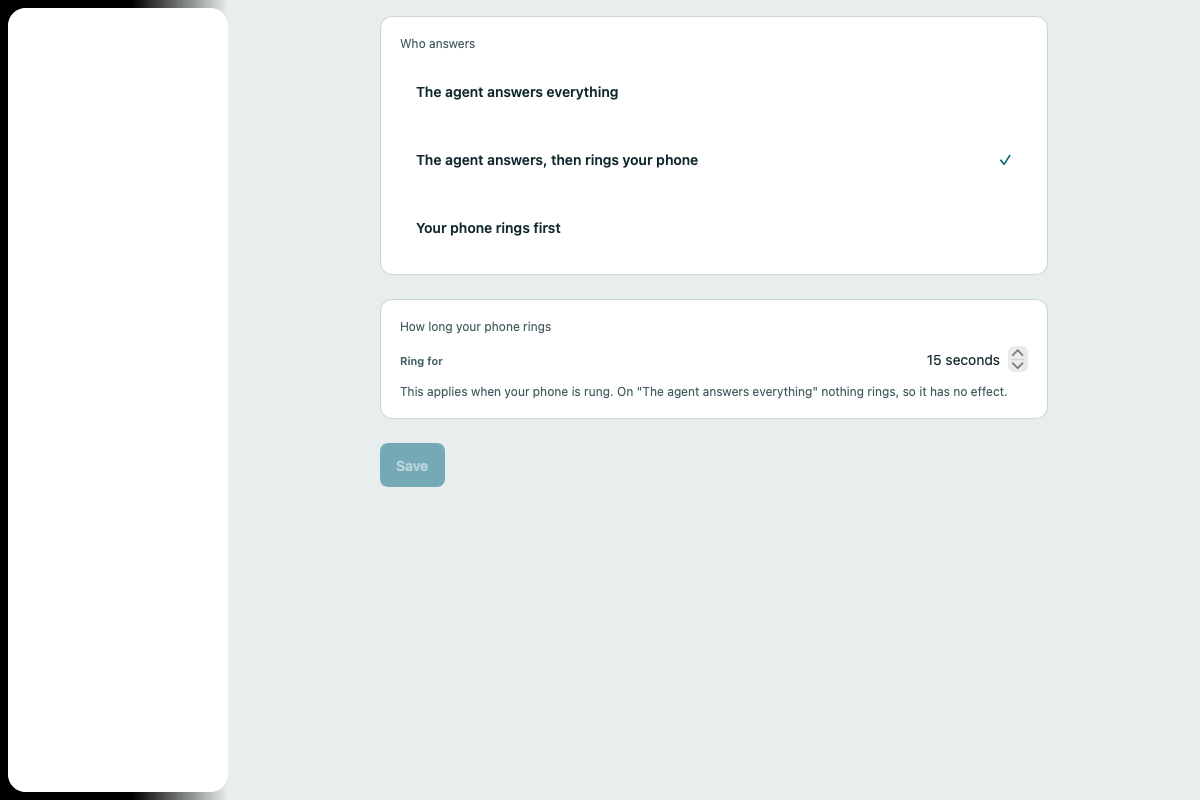 Who answers
The agent answers everything
The agent answers, then rings your phone
Your phone rings first
How long your phone rings
Ring for
15 seconds
This applies when your phone is rung. On "The agent answers everything" nothing rings, so it has no effect.
Save